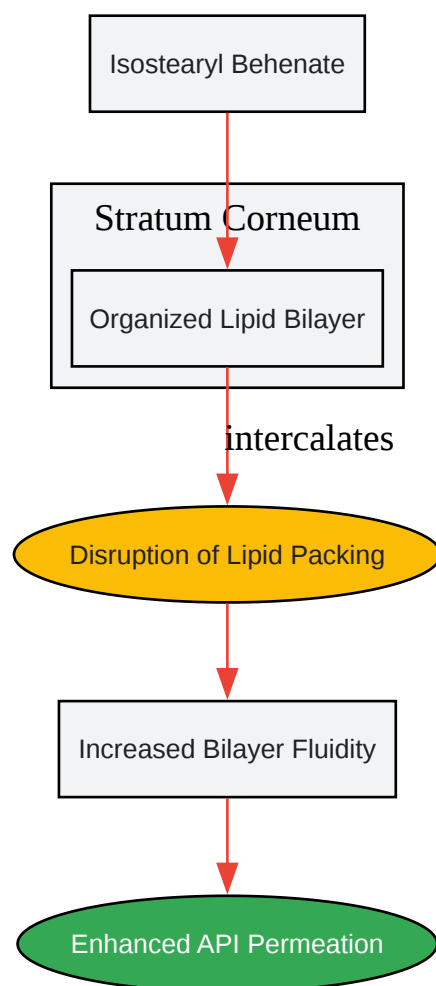 Isostearyl Behenate
Stratum Corneum
Organized Lipid Bilayer
intercalates
Disruption of Lipid Packing
Increased Bilayer Fluidity
Enhanced API Permeation